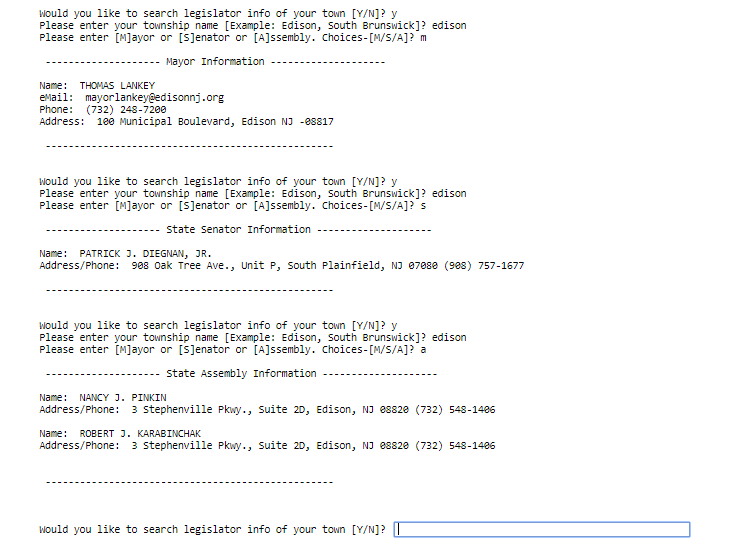 Would you like to search legislator info of your town [Y/N]? y
Please enter your township name [Example: Edison, South Brunswick]? edison
Please enter [M]ayor or [S]enator or [A]ssembly. Choices-[M/S/A]? m
-------------------- Mayor Information --------------------
Name:  THOMAS LANKEY
eMail:  mayorlankey@edisonnj.org
Phone:  (732) 248-7200
Address:  100 Municipal Boulevard, Edison NJ -08817
--------------------------------------------------
Would you like to search legislator info of your town [Y/N]? y
Please enter your township name [Example: Edison, South Brunswick]? edison
Please enter [M]ayor or [S]enator or [A]ssembly. Choices-[M/S/A]? s
-------------------- State Senator Information --------------------
Name:  PATRICK J. DIEGNAN, JR.
Address/Phone:  908 Oak Tree Ave., Unit P, South Plainfield, NJ 07080 (908) 757-1677
--------------------------------------------------
Would you like to search legislator info of your town [Y/N]? y
Please enter your township name [Example: Edison, South Brunswick]? edison
Please enter [M]ayor or [S]enator or [A]ssembly. Choices-[M/S/A]? a
-------------------- State Assembly Information --------------------
Name:  NANCY J. PINKIN
Address/Phone:  3 Stephenville Pkwy., Suite 2D, Edison, NJ 08820 (732) 548-1406
Name:  ROBERT J. KARABINCHAK
Address/Phone:  3 Stephenville Pkwy., Suite 2D, Edison, NJ 08820 (732) 548-1406
--------------------------------------------------
Would you like to search legislator info of your town [Y/N]?